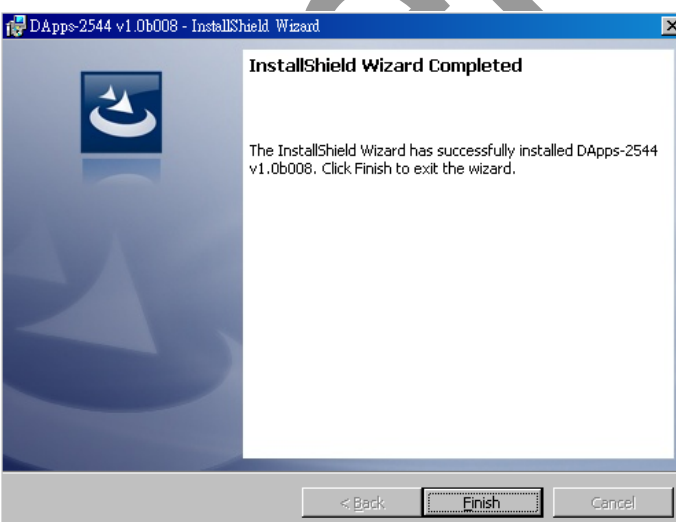 DApps-2544 v1.0b008 - InstallShield Wizard
InstallShield Wizard Completed
The InstallShield Wizard has successfully installed DApps-2544
v1.0b008. Click Finish to exit the wizard.
< Back
Finish
Cancel